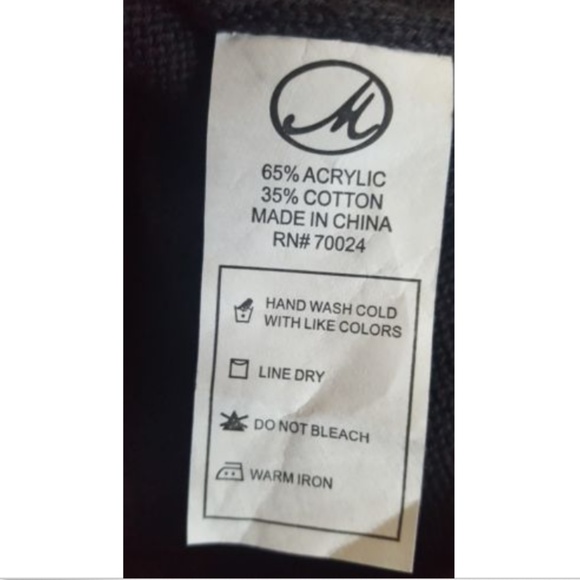 M
65% ACRYLIC
35% COTTON
MADE IN CHINA
RN# 70024
HAND WASH COLD
WITH LIKE COLORS
LINE DRY
DO NOT BLEACH
WARM IRON